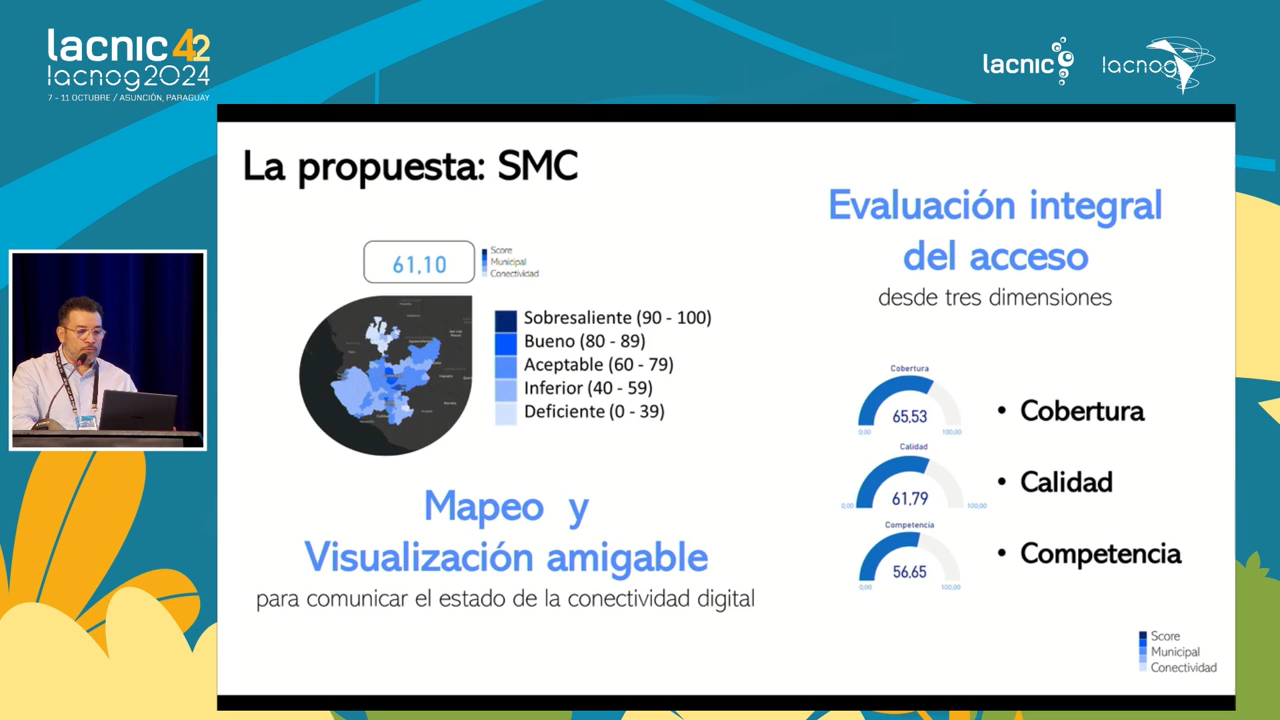 lacnic 42
lacnog2024
7 - 11 OCTUBRE / ASUNCIÓN, PARAGUAY
lacnic
lacnog
La propuesta: SMC
61,10
Score
Municipal
Conectividad
Sobresaliente (90 - 100)
Bueno (80 - 89)
Aceptable (60 - 79)
Inferior (40 - 59)
Deficiente (0 - 39)
Mapeo y
Visualización amigable
para comunicar el estado de la conectividad digital
Evaluación integral
del acceso
desde tres dimensiones
Cobertura
65,53
0,00 100,00
• Cobertura
Calidad
61,79
0,00 100,00
• Calidad
Competencia
56,65
0,00 100,00
• Competencia
Score
Municipal
Conectividad